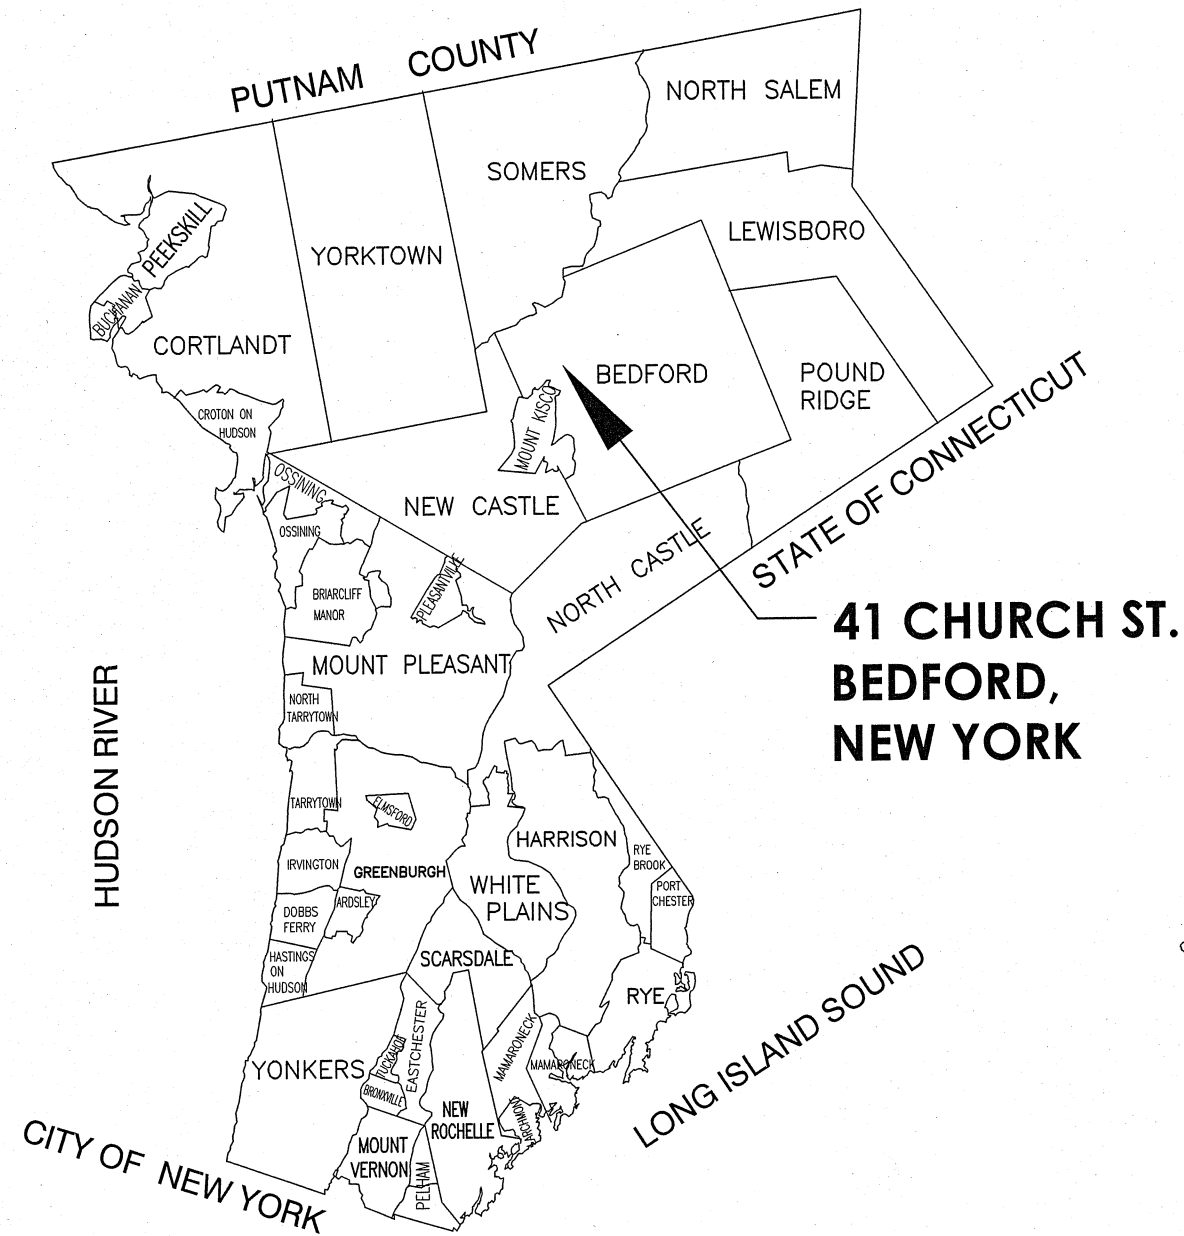 PUTNAM COUNTY
NORTH SALEM
SOMERS
PEEKSKILL
YORKTOWN
LEWISBORO
BUCHANAN
CORTLANDT
BEDFORD
POUND
RIDGE
MOUNT KISCO
CROTON ON
HUDSON
STATE OF CONNECTICUT
OSSINING
NEW CASTLE
OSSINING
NORTH CASTLE
PLEASANTVILLE
BRIARCLIFF
MANOR
41 CHURCH ST.
BEDFORD,
NEW YORK
MOUNT PLEASANT
NORTH
TARRYTOWN
HUDSON RIVER
TARRYTOWN
ELMSFORD
HARRISON
RYE
BROOK
IRVINGTON
GREENBURGH
WHITE
PLAINS
PORT
CHESTER
ARDSLEY
DOBBS
FERRY
SCARSDALE
HASTINGS
ON
HUDSON
RYE
LONG ISLAND SOUND
YONKERS
TUCKAHOE
EASTCHESTER
MAMARONECK
MAMARONECK
BRONXVILLE
NEW
ROCHELLE
LARCHMONT
MOUNT
VERNON
PELHAM
CITY OF NEW YORK